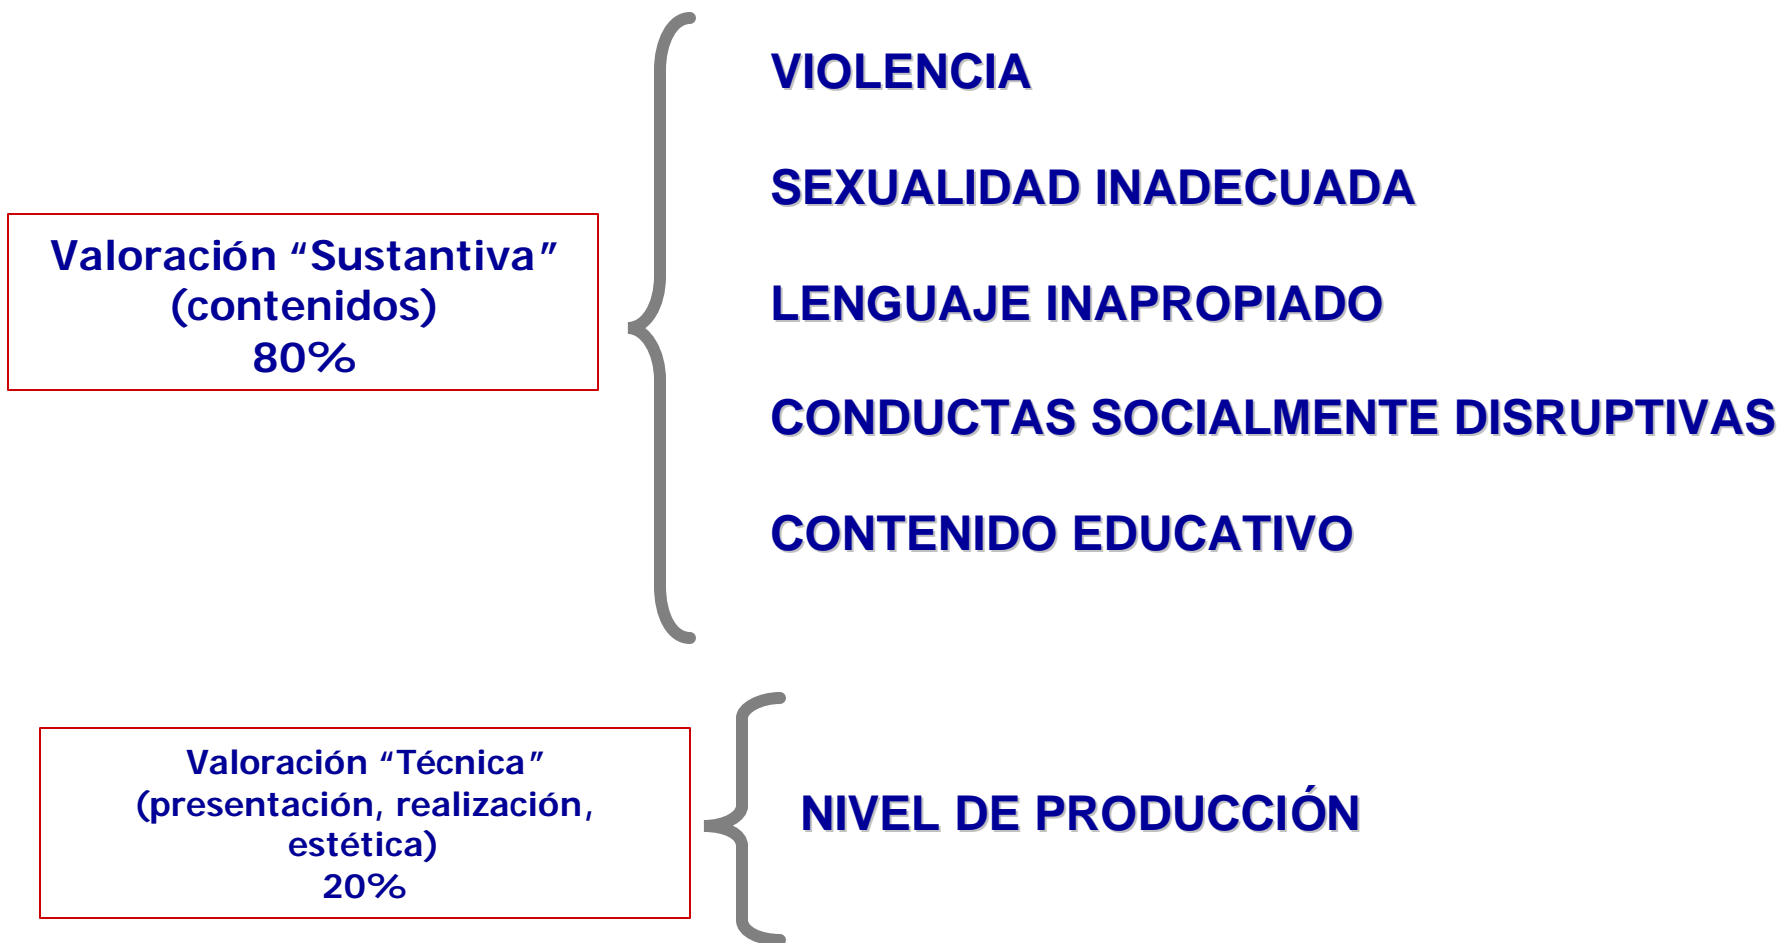 VIOLENCIA
SEXUALIDAD INADECUADA
Valoración “Sustantiva”
(contenidos)
80%
LENGUAJE INAPROPIADO
CONDUCTAS SOCIALMENTE DISRUPTIVAS
CONTENIDO EDUCATIVO
Valoración “Técnica”
(presentación, realización,
estética)
20%
NIVEL DE PRODUCCIÓN